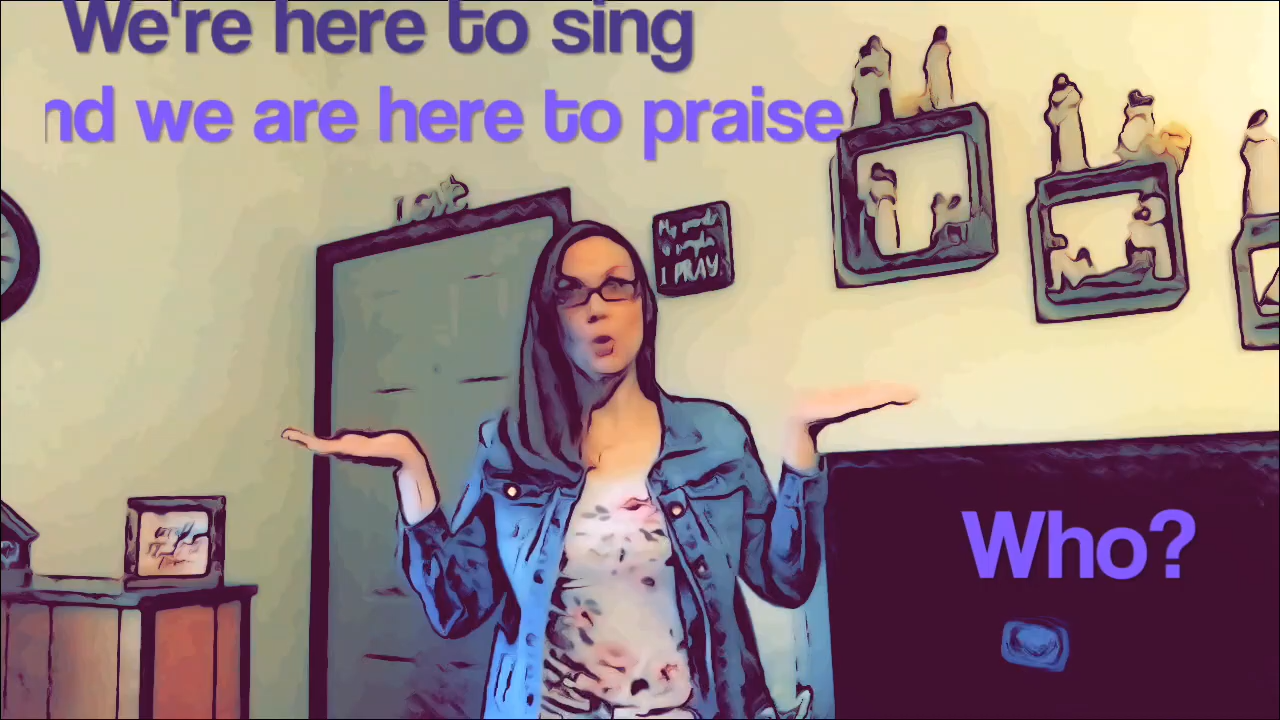 We're here to sing
nd we are here to praise
LOVE
I PRAY.
Who?